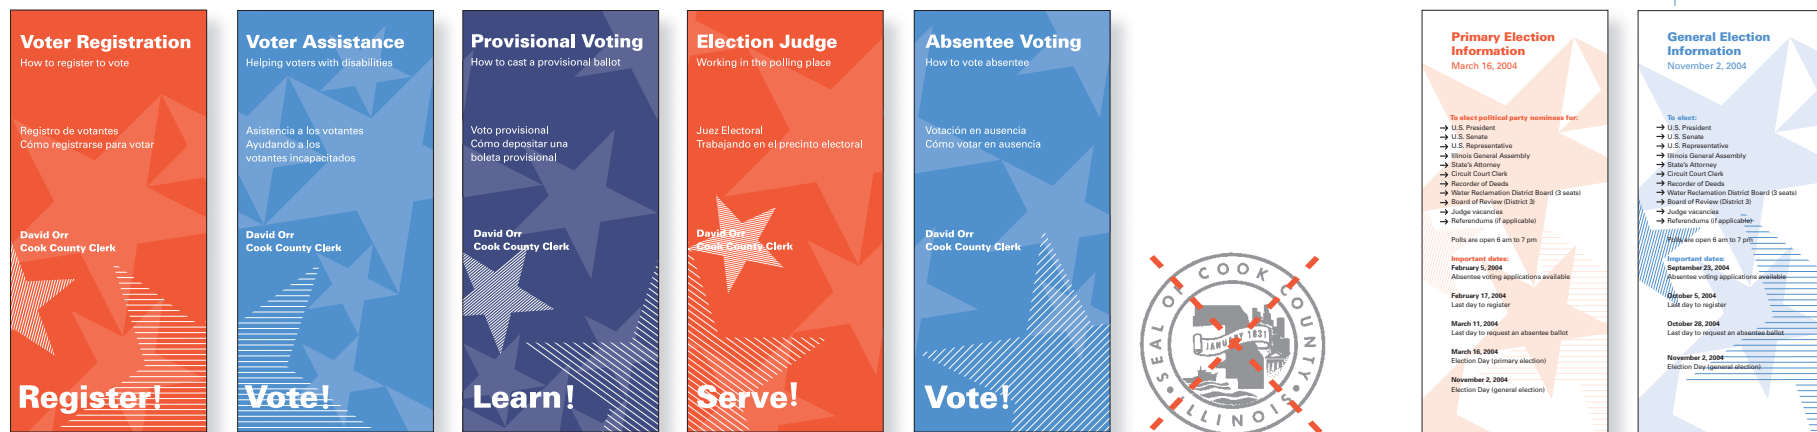 Voter Registration
How to register to vote
Registro de votantes
Cómo registrarse para votar
David Orr
Cook County Clerk
Register!
Voter Assistance
Helping voters with disabilities
Asistencia a los votantes
Ayudando a los
votantes incapacitados
David Orr
Cook County Clerk
Vote!
Provisional Voting
How to cast a provisional ballot
Voto provisional
Cómo depositar una
boleta provisional
David Orr
Cook County Clerk
Learn!
Election Judge
Working in the polling place
Juez Electoral
Trabajando en el precinto electoral
David Orr
Cook County Clerk
Serve!
Absentee Voting
How to vote absentee
Votación en ausencia
Cómo votar en ausencia
David Orr
Cook County Clerk
Vote!
SEAL OF COOK COUNTY
JANUARY 1831
ILLINOIS
Primary Election
Information
March 16, 2004
To elect political party nominees for:
→ U.S. President
→ U.S. Senate
→ U.S. Representative
→ Illinois General Assembly
→ State's Attorney
→ Circuit Court Clerk
→ Recorder of Deeds
→ Water Reclamation District Board (3 seats)
→ Board of Review (District 3)
→ Judge vacancies
→ Referendums (if applicable)
Polls are open 6 am to 7 pm
Important dates:
February 5, 2004
Absentee voting applications available
February 17, 2004
Last day to register
March 11, 2004
Last day to request an absentee ballot
March 16, 2004
Election Day (primary election)
November 2, 2004
Election Day (general election)
General Election
Information
November 2, 2004
To elect:
→ U.S. President
→ U.S. Senate
→ U.S. Representative
→ Illinois General Assembly
→ State's Attorney
→ Circuit Court Clerk
→ Recorder of Deeds
→ Water Reclamation District Board (3 seats)
→ Board of Review (District 3)
→ Judge vacancies
→ Referendums (if applicable)
Polls are open 6 am to 7 pm
Important dates:
September 23, 2004
Absentee voting applications available
October 5, 2004
Last day to register
October 28, 2004
Last day to request an absentee ballot
November 2, 2004
Election Day (general election)